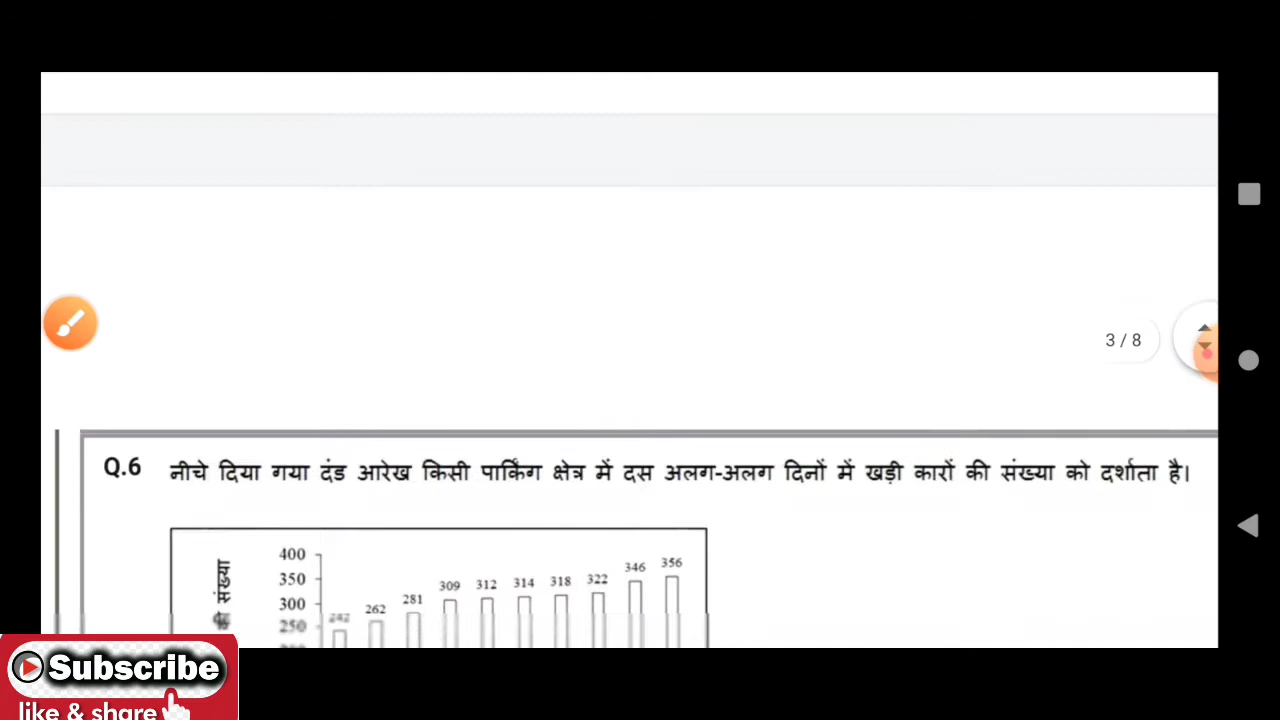 3 / 8
Q.6 नीचे दिया गया दंड आरेख किसी पार्किंग क्षेत्र में दस अलग-अलग दिनों में खड़ी कारों की संख्या को दर्शाता है।
की संख्या
400
350
300
250
242 262 281 309 312 314 318 322 346 356
Subscribe
like & share